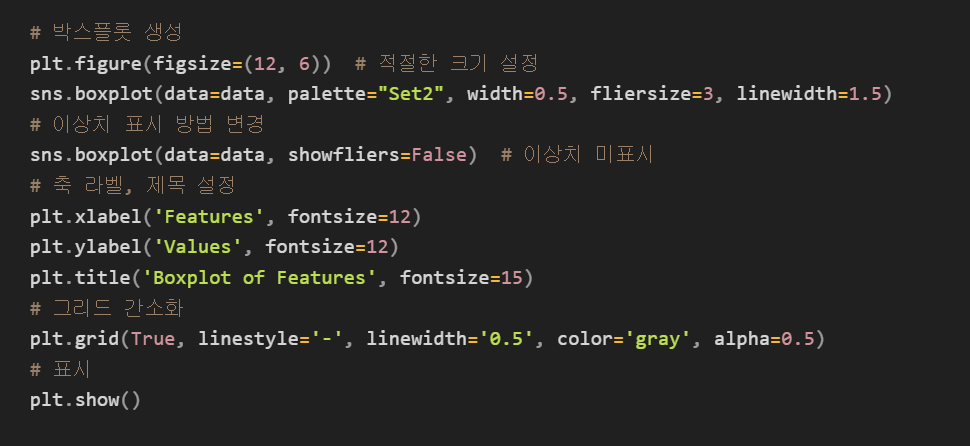 # 박스플롯 생성
plt.figure(figsize=(12, 6))  # 적절한 크기 설정
sns.boxplot(data=data, palette="Set2", width=0.5, fliersize=3, linewidth=1.5)
# 이상치 표시 방법 변경
sns.boxplot(data=data, showfliers=False)  # 이상치 미표시
# 축 라벨, 제목 설정
plt.xlabel('Features', fontsize=12)
plt.ylabel('Values', fontsize=12)
plt.title('Boxplot of Features', fontsize=15)
# 그리드 간소화
plt.grid(True, linestyle='-', linewidth='0.5', color='gray', alpha=0.5)
# 표시
plt.show()